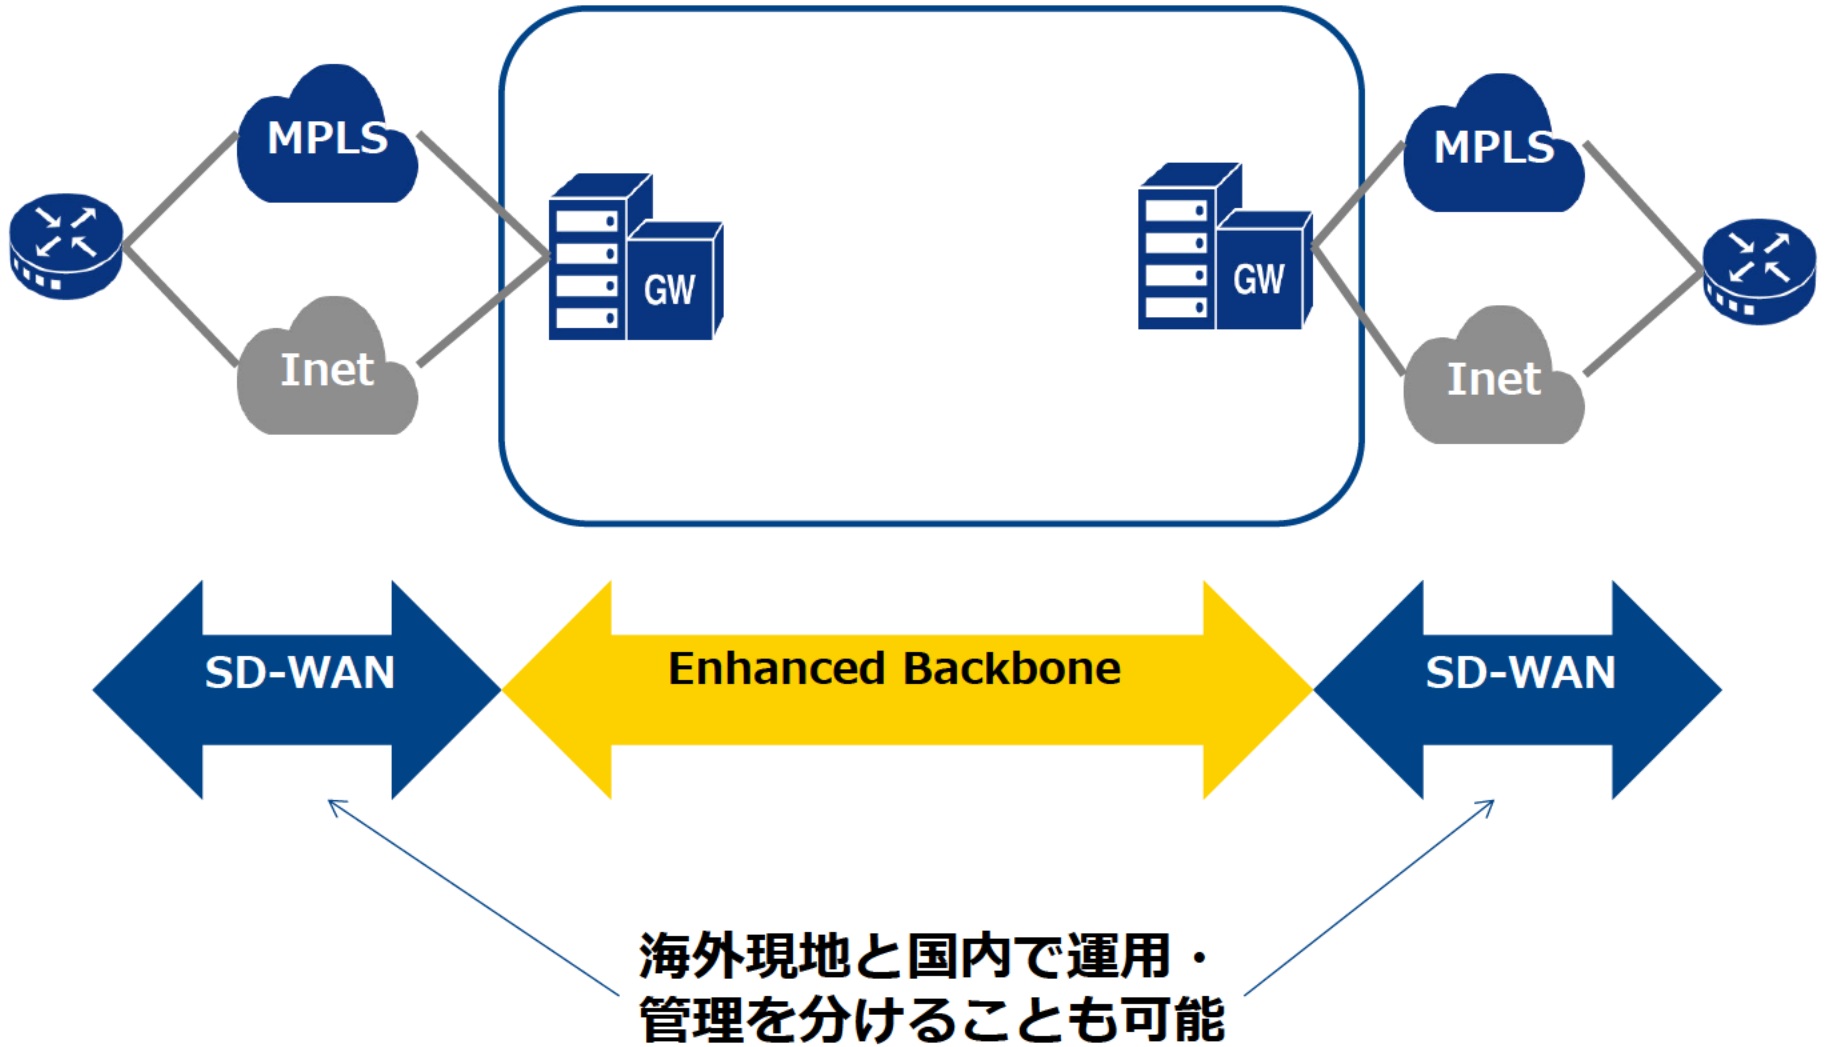 MPLS
MPLS
GW
GW
Inet
Inet
SD-WAN
Enhanced Backbone
SD-WAN
海外現地と国内で運用・
管理を分けることも可能